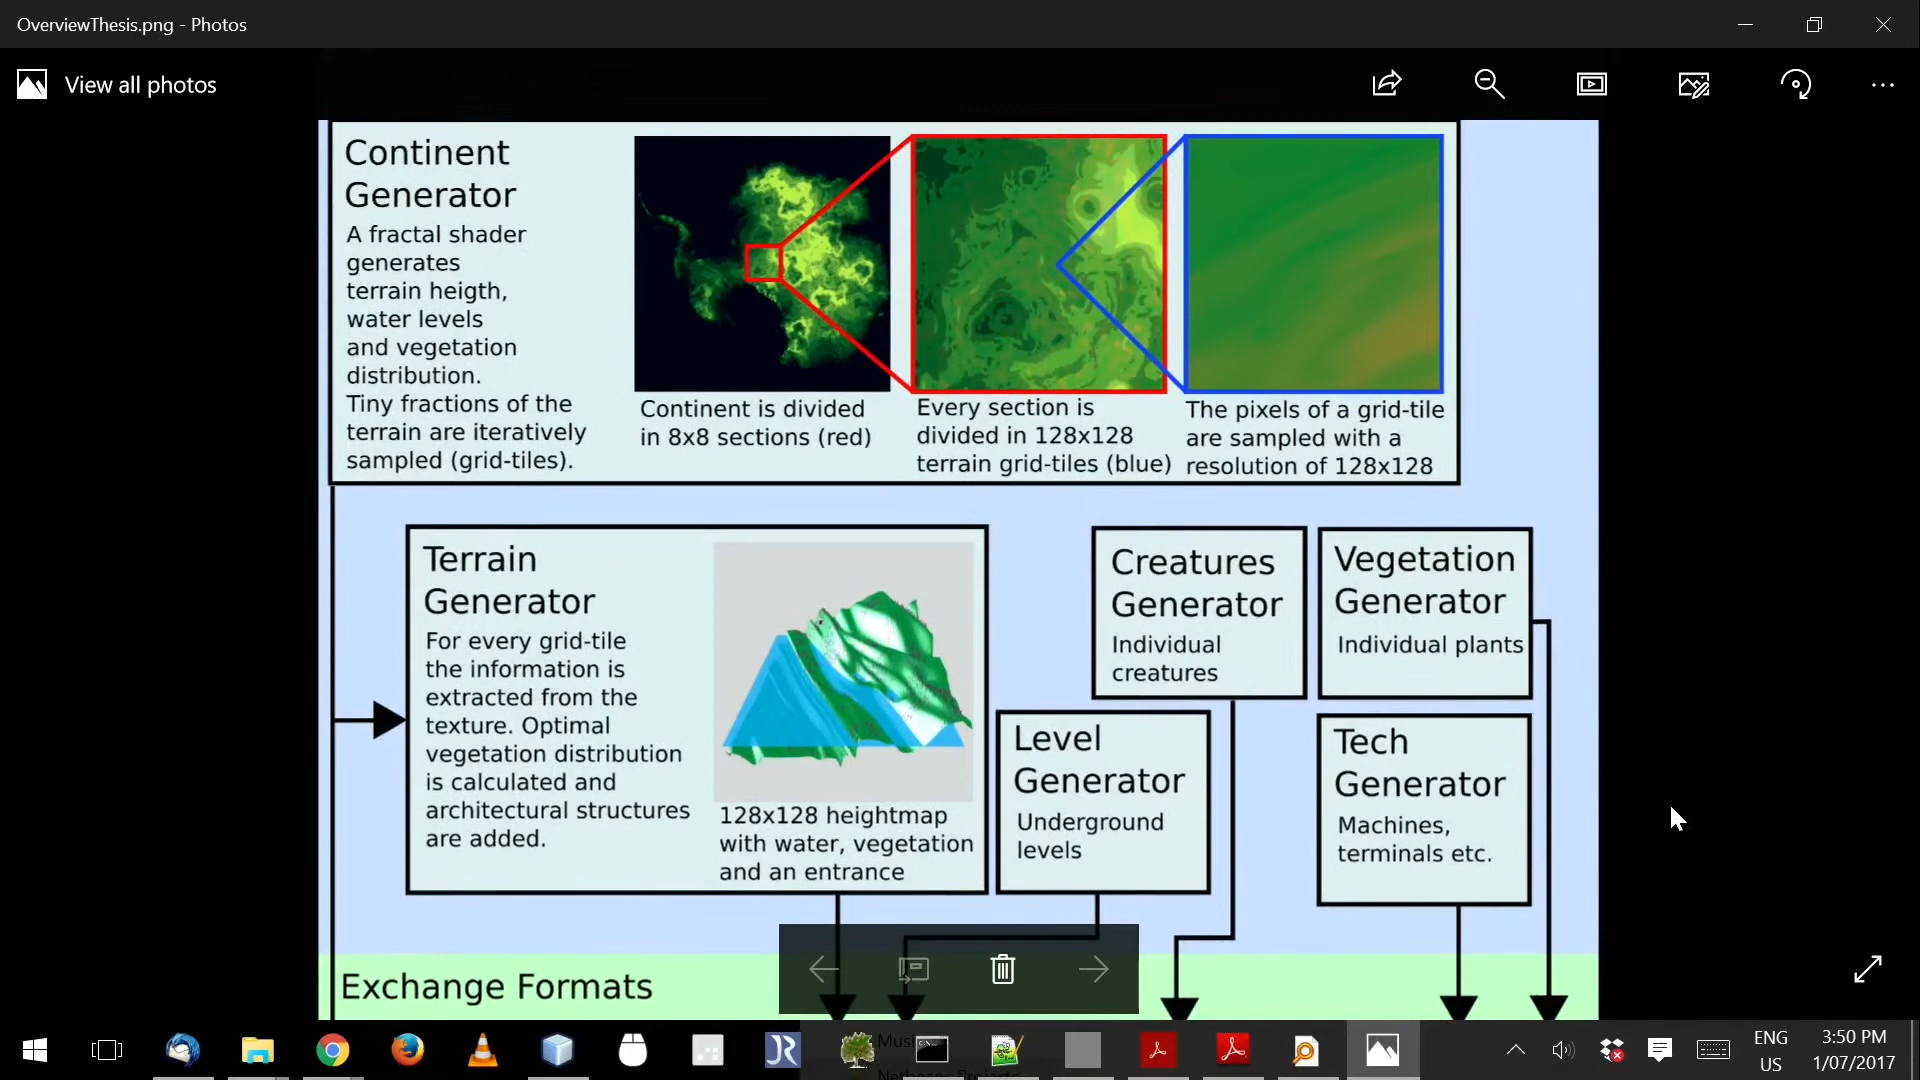 OverviewThesis.png - Photos
View all photos
Continent
Generator
A fractal shader
generates
terrain heigth,
water levels
and vegetation
distribution.
Tiny fractions of the
terrain are iteratively
sampled (grid-tiles).
Continent is divided
in 8x8 sections (red)
Every section is
divided in 128x128
terrain grid-tiles (blue)
The pixels of a grid-tile
are sampled with a
resolution of 128x128
Terrain
Generator
For every grid-tile
the information is
extracted from the
texture. Optimal
vegetation distribution
is calculated and
architectural structures
are added.
128x128 heightmap
with water, vegetation
and an entrance
Creatures
Generator
Individual
creatures
Vegetation
Generator
Individual plants
Level
Generator
Underground
levels
Tech
Generator
Machines,
terminals etc.
Exchange Formats
JR
ENG
US
3:50 PM
1/07/2017